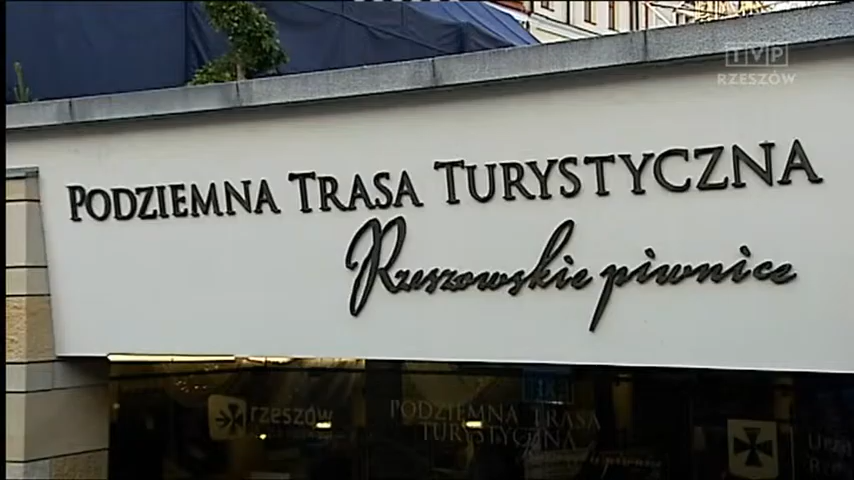 TVP
RZESZÓW
PODZIEMNA TRASA TURYSTYCZNA
Rzeszowskie piwnice
rzeszów
PODZIEMNA TRASA
TURYSTYCZNA